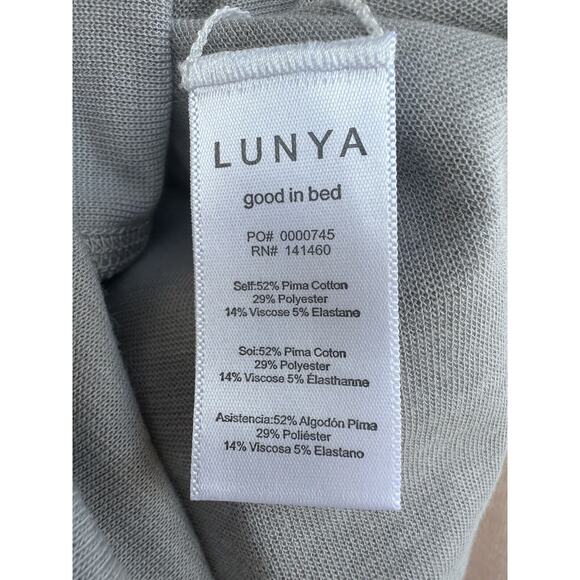 LUNYA
good in bed
PO# 0000745
RN# 141460
Self:52% Pima Cotton
29% Polyester
14% Viscose 5% Elastane
Soi:52% Pima Coton
29% Polyester
14% Viscose 5% Élasthanne
Asistencia:52% Algodón Pima
29% Poliéster
14% Viscosa 5% Elastano